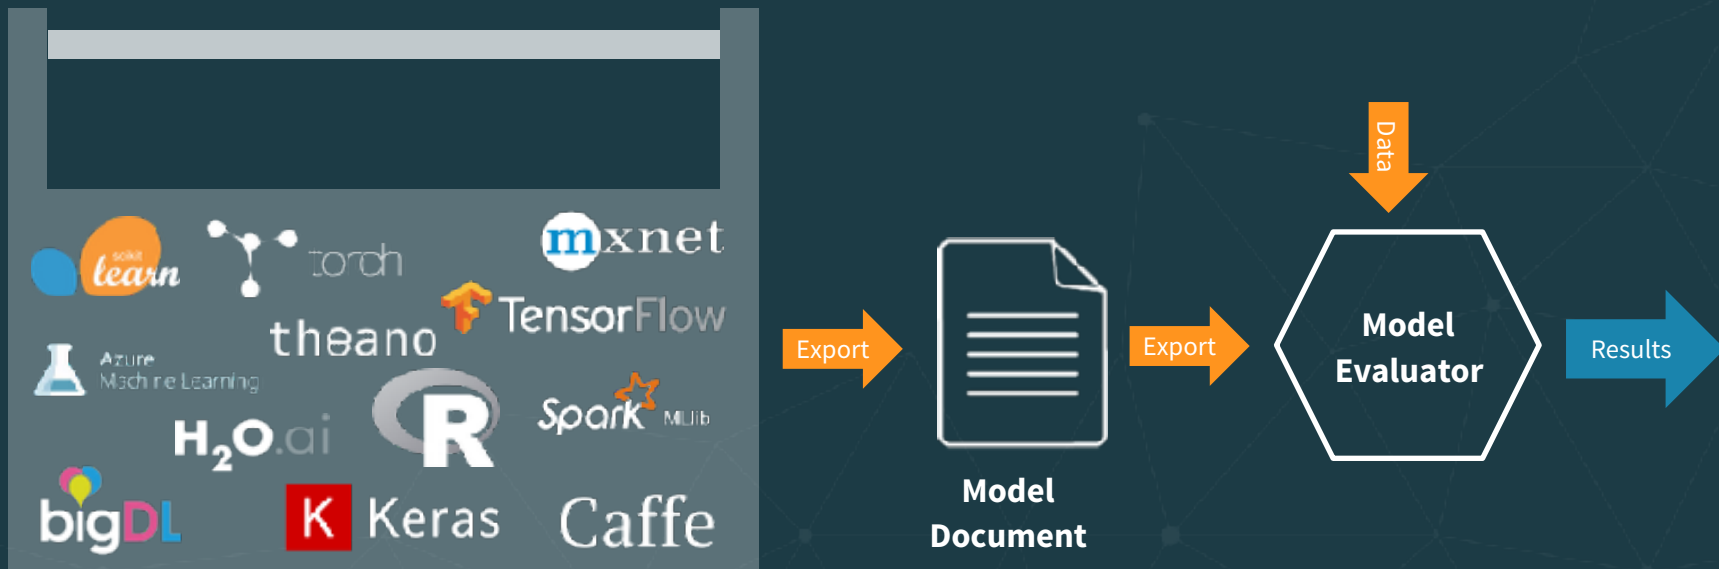 scikit
learn
torch
mxnet
TensorFlow
theano
Azure
Machine Learning
Spark MLlib
R
H2O.ai
bigDL
K Keras
Caffe
Export
Model
Document
Export
Data
Model
Evaluator
Results